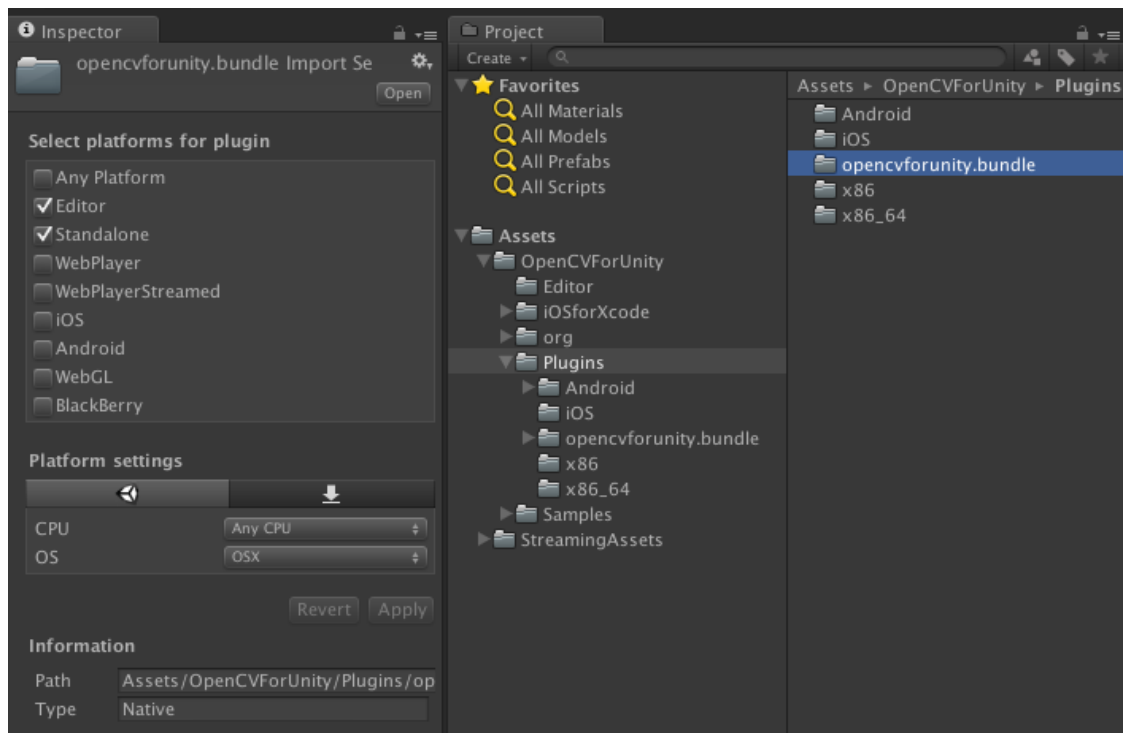 Inspector
opencvforunity.bundle Import Se
Open
Select platforms for plugin
Any Platform
Editor
Standalone
WebPlayer
WebPlayerStreamed
iOS
Android
WebGL
BlackBerry
Platform settings
CPU Any CPU
OS OSX
Revert Apply
Information
Path Assets/OpenCVForUnity/Plugins/op
Type Native
Project
Create
Favorites
All Materials
All Models
All Prefabs
All Scripts
Assets
OpenCVForUnity
Editor
iOSforXcode
org
Plugins
Android
iOS
opencvforunity.bundle
x86
x86_64
Samples
StreamingAssets
Assets ▸ OpenCVForUnity ▸ Plugins
Android
iOS
opencvforunity.bundle
x86
x86_64